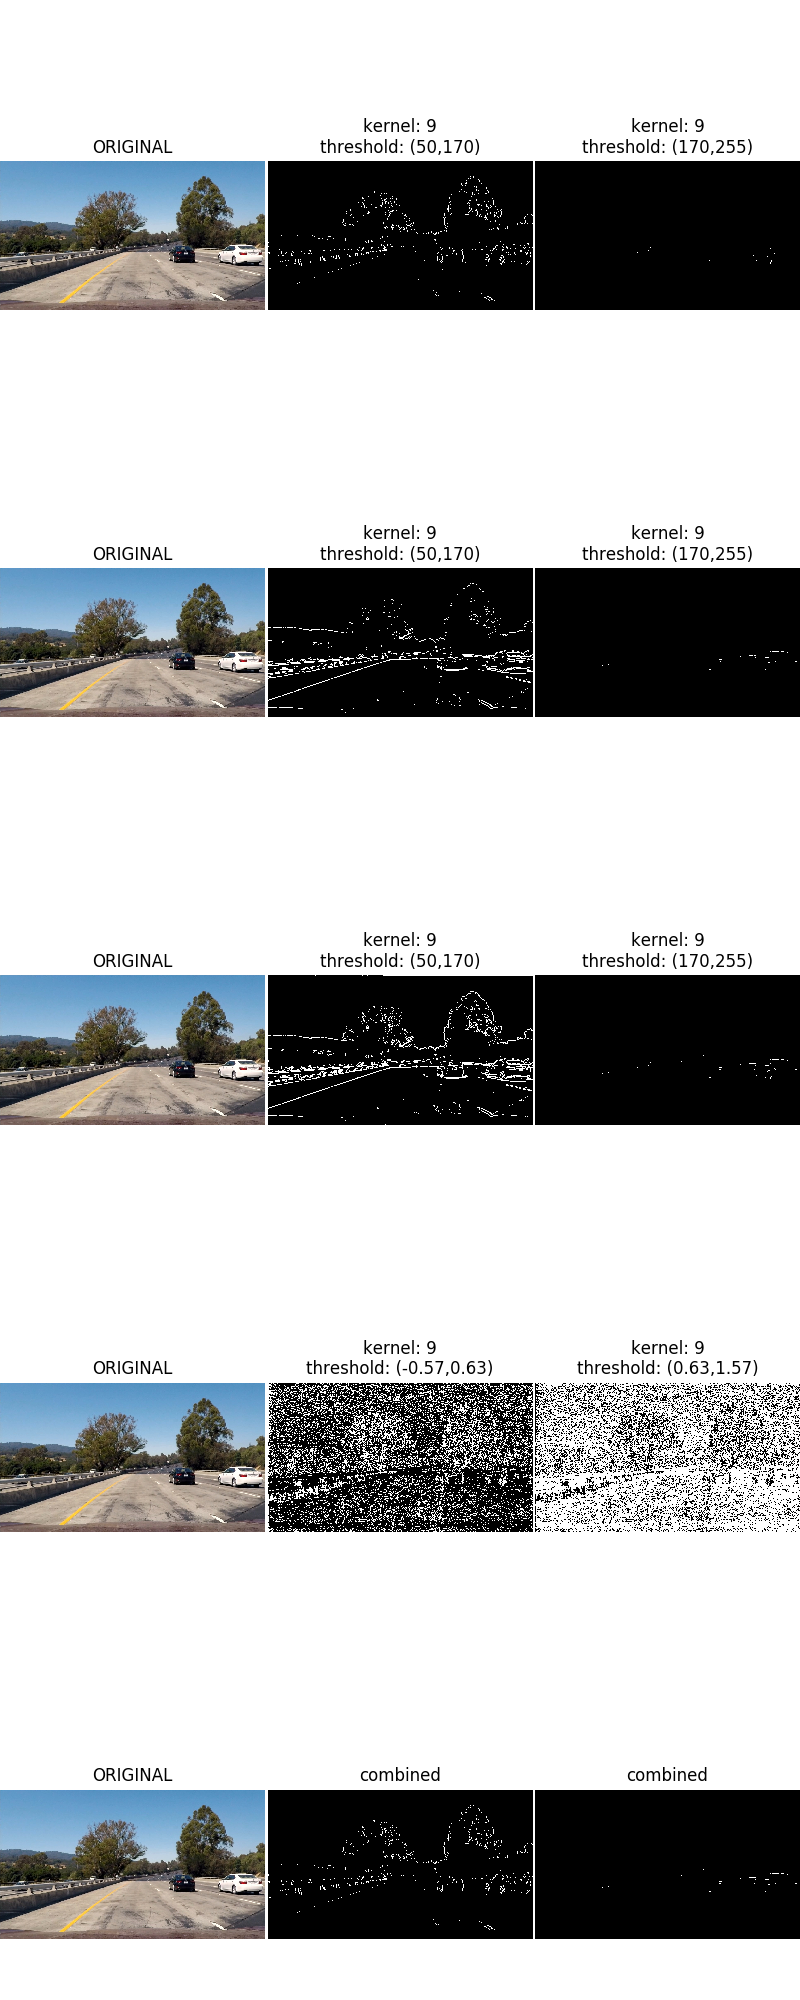 kernel: 9
kernel: 9
ORIGINAL
threshold: (50,170)
threshold: (170,255)
kernel: 9
kernel: 9
ORIGINAL
threshold: (50,170)
threshold: (170,255)
kernel: 9
kernel: 9
ORIGINAL
threshold: (50,170)
threshold: (170,255)
kernel: 9
kernel: 9
ORIGINAL
threshold: (-0.57,0.63)
threshold: (0.63,1.57)
ORIGINAL
combined
combined